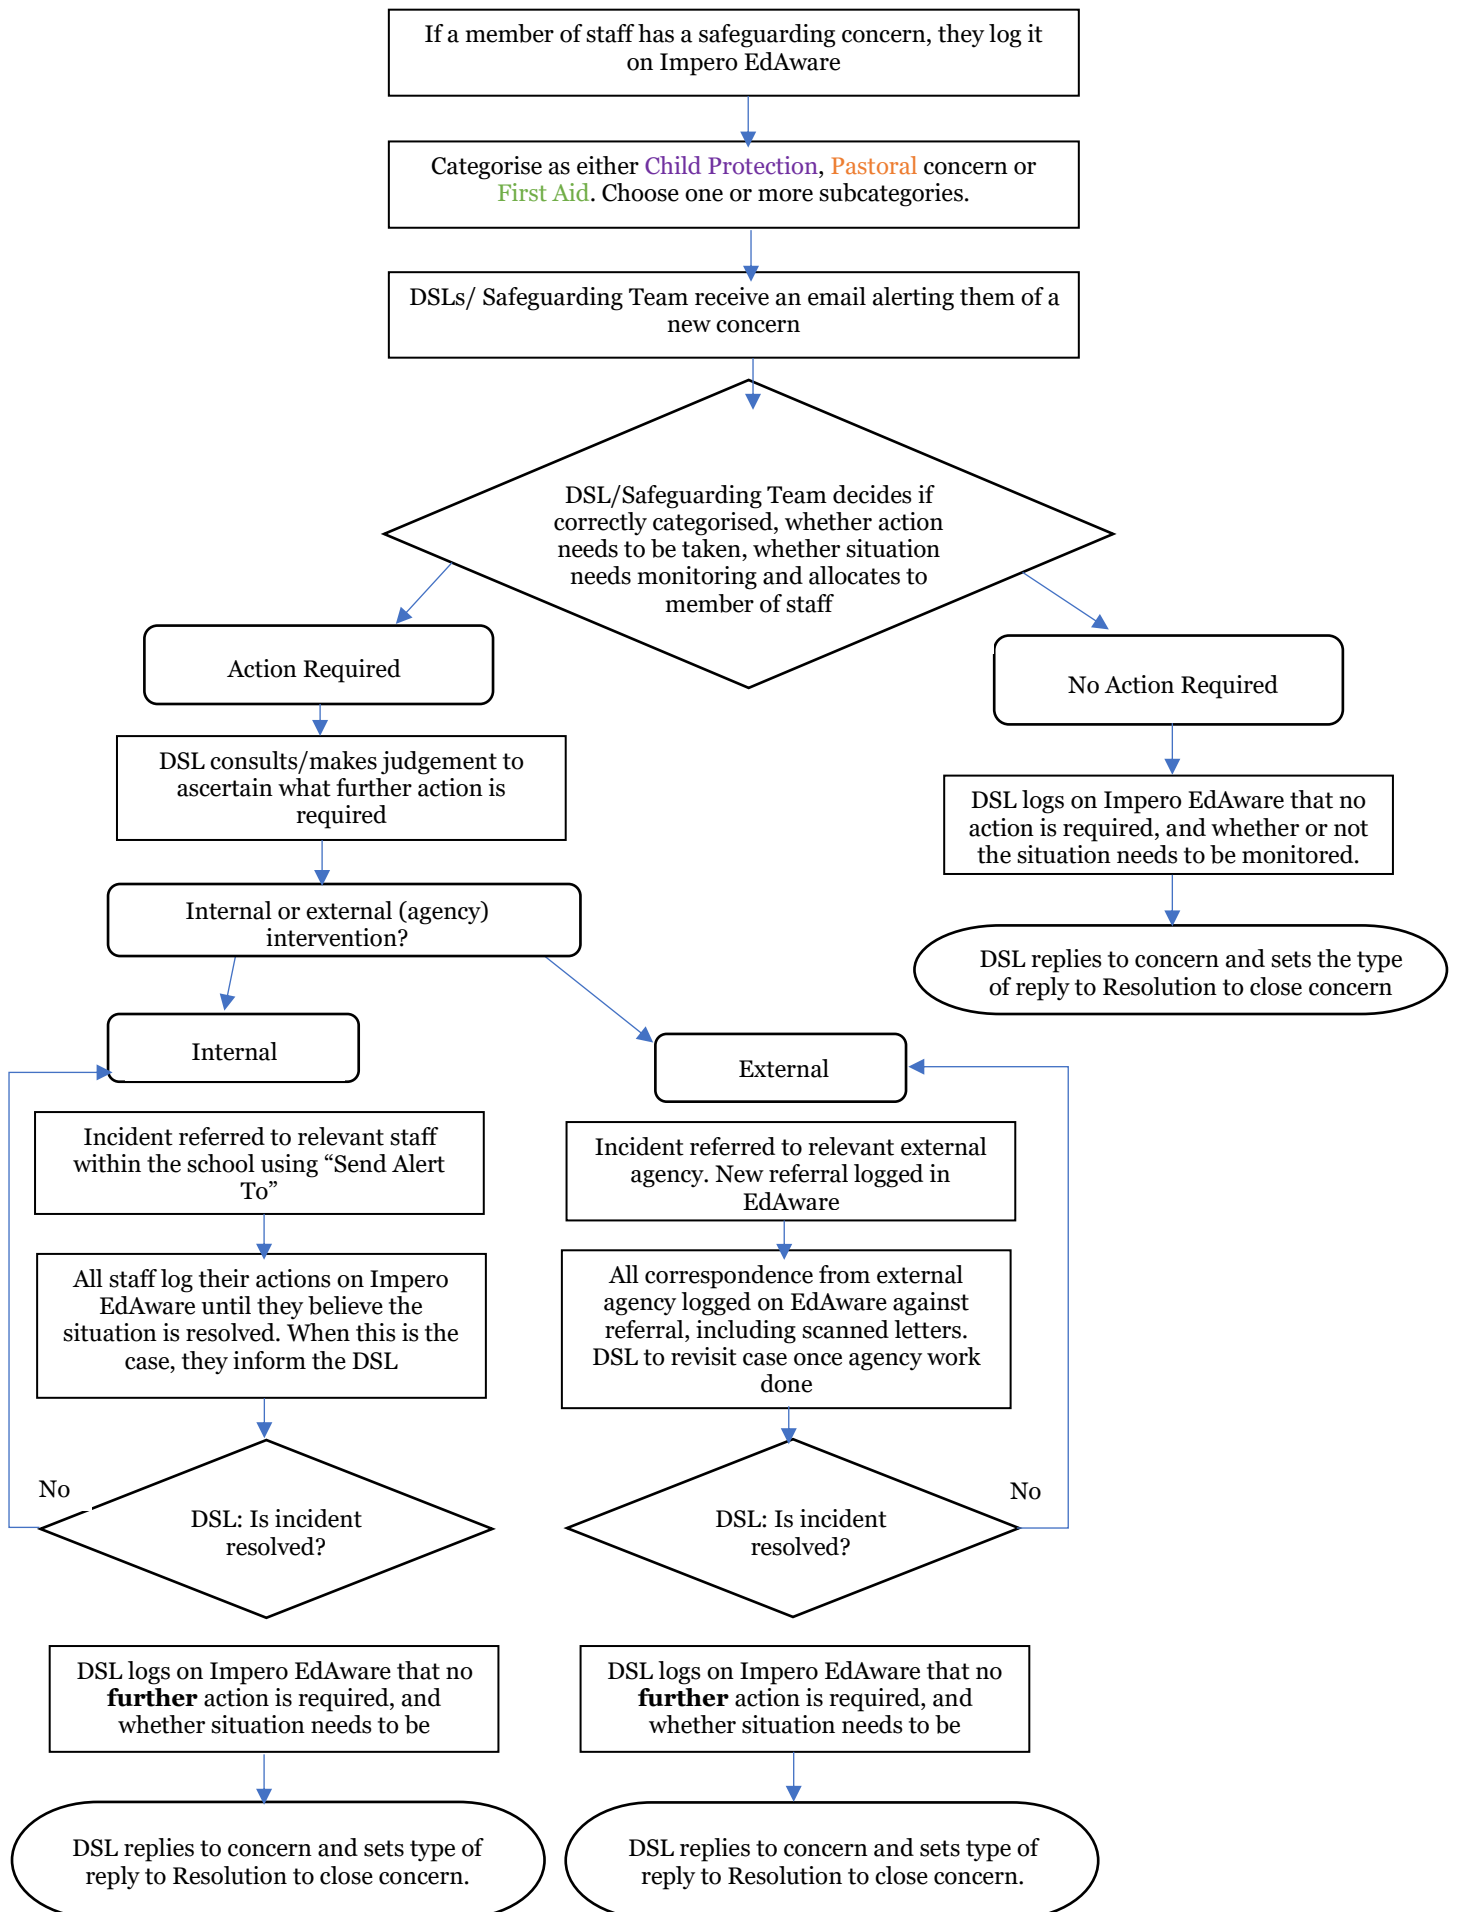 If a member of staff has a safeguarding concern, they log it
on Impero EdAware
Categorise as either Child Protection, Pastoral concern or
First Aid. Choose one or more subcategories.
DSLs/ Safeguarding Team receive an email alerting them of a
new concern
DSL/Safeguarding Team decides if
correctly categorised, whether action
needs to be taken, whether situation
needs monitoring and allocates to
member of staff
Action Required
No Action Required
DSL consults/makes judgement to
ascertain what further action is
required
DSL logs on Impero EdAware that no
action is required, and whether or not
the situation needs to be monitored.
Internal or external (agency)
intervention?
DSL replies to concern and sets the type
of reply to Resolution to close concern
Internal
External
Incident referred to relevant staff
within the school using “Send Alert
To”
Incident referred to relevant external
agency. New referral logged in
EdAware
All staff log their actions on Impero
EdAware until they believe the
situation is resolved. When this is the
case, they inform the DSL
All correspondence from external
agency logged on EdAware against
referral, including scanned letters.
DSL to revisit case once agency work
done
No
DSL: Is incident
resolved?
No
DSL: Is incident
resolved?
DSL logs on Impero EdAware that no
further action is required, and
whether situation needs to be
DSL logs on Impero EdAware that no
further action is required, and
whether situation needs to be
DSL replies to concern and sets type of
reply to Resolution to close concern.
DSL replies to concern and sets type of
reply to Resolution to close concern.